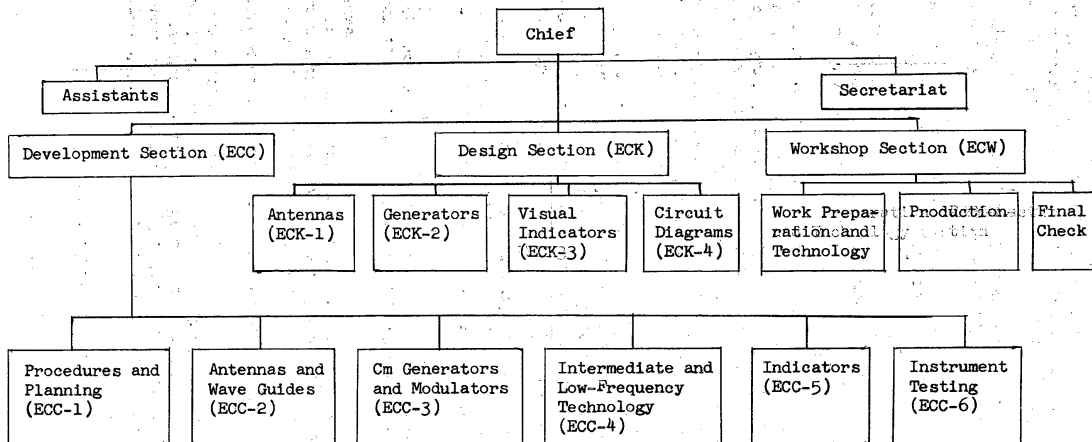 Chief
Assistants
Secretariat
Development Section (ECC)
Design Section (ECK)
Workshop Section (ECW)
Antennas
(ECK-1)
Generators
(ECK-2)
Visual
Indicators
(ECK-3)
Circuit
Diagrams
(ECK-4)
Work Prepa-
ration and
Technology
Production
Final
Check
Procedures and
Planning
(ECC-1)
Antennas and
Wave Guides
(ECC-2)
Cm Generators
and Modulators
(ECC-3)
Intermediate and
Low-Frequency
Technology
(ECC-4)
Indicators
(ECC-5)
Instrument
Testing
(ECC-6)